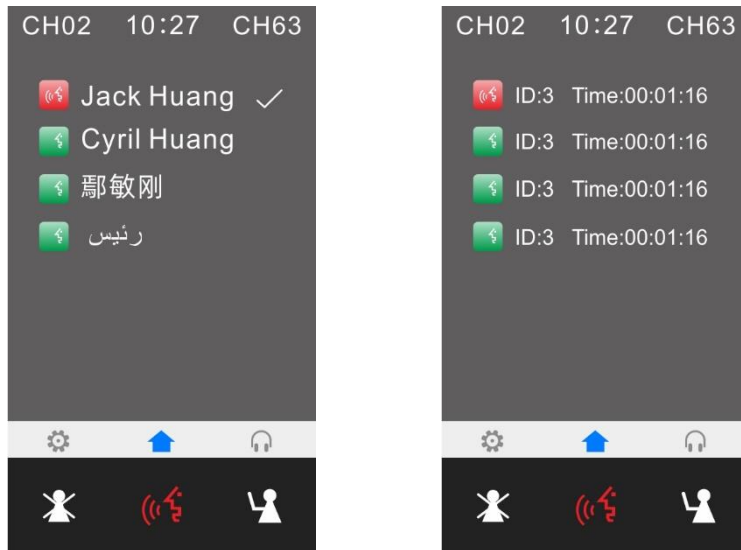 CH02 10:27 CH63
Jack Huang
Cyril Huang
鄢敏刚
رئيس
CH02 10:27 CH63
ID:3 Time:00:01:16
ID:3 Time:00:01:16
ID:3 Time:00:01:16
ID:3 Time:00:01:16